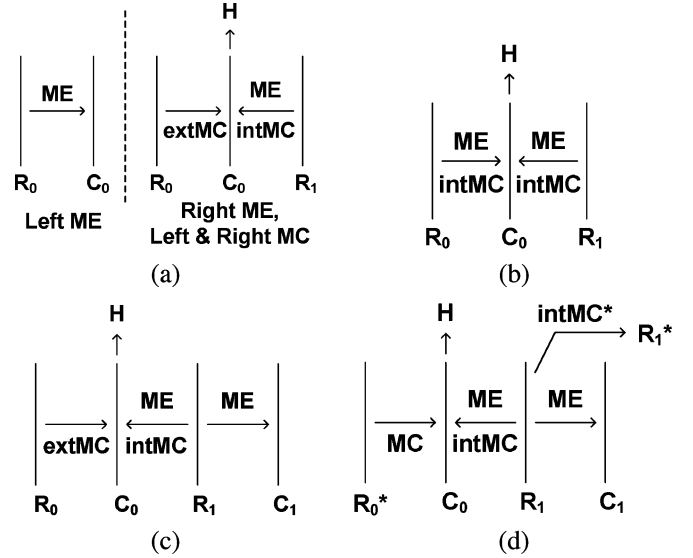 H
ME
ME
extMC
intMC
R₀
C₀
R₀
C₀
R₁
Left ME
Right ME,
Left & Right MC
(a)
H
ME
ME
intMC
intMC
R₀
C₀
R₁
(b)
H
ME
ME
extMC
intMC
R₀
C₀
R₁
C₁
(c)
H
intMC*
R₁*
ME
ME
MC
intMC
R₀*
C₀
R₁
C₁
(d)